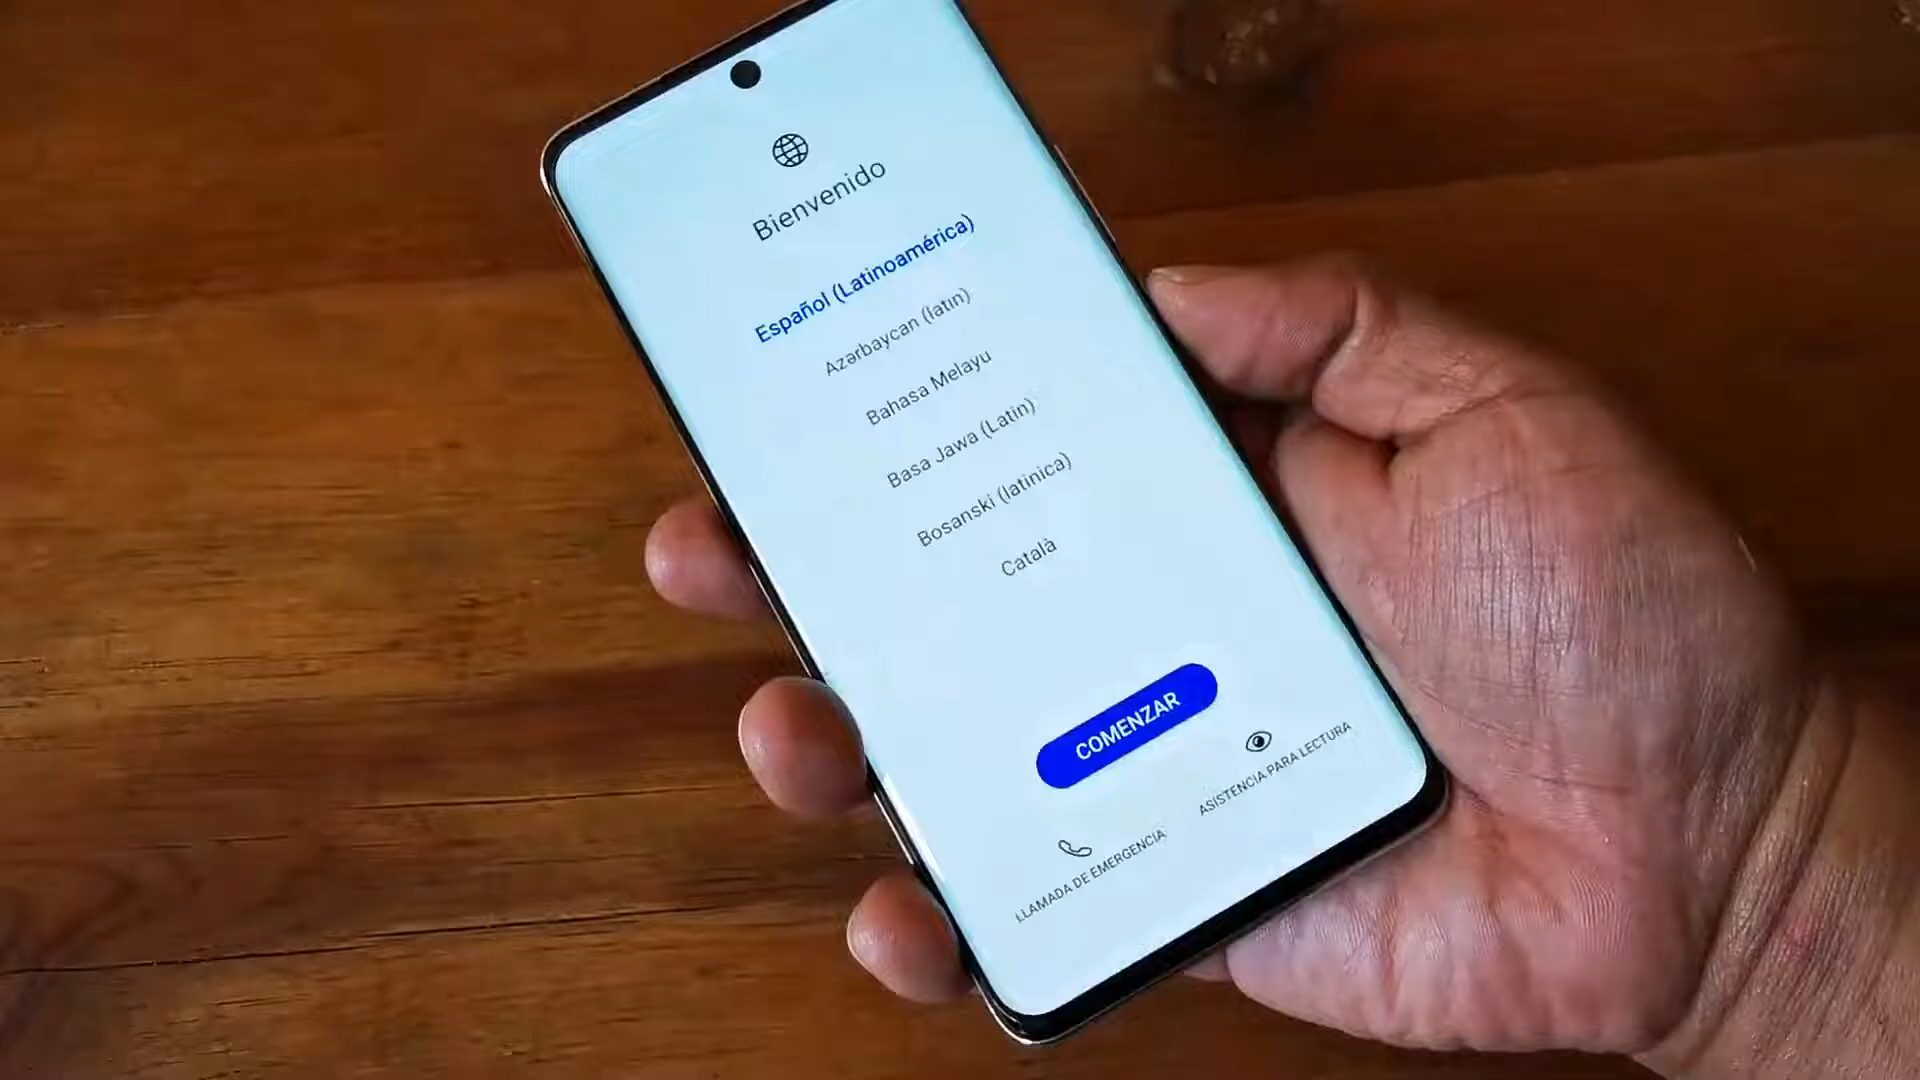 Bienvenido
Español (Latinoamérica)
Azərbaycan (latın)
Bahasa Melayu
Basa Jawa (Latin)
Bosanski (latinica)
Català
COMENZAR
ASISTENCIA PARA LECTURA
LLAMADA DE EMERGENCIA